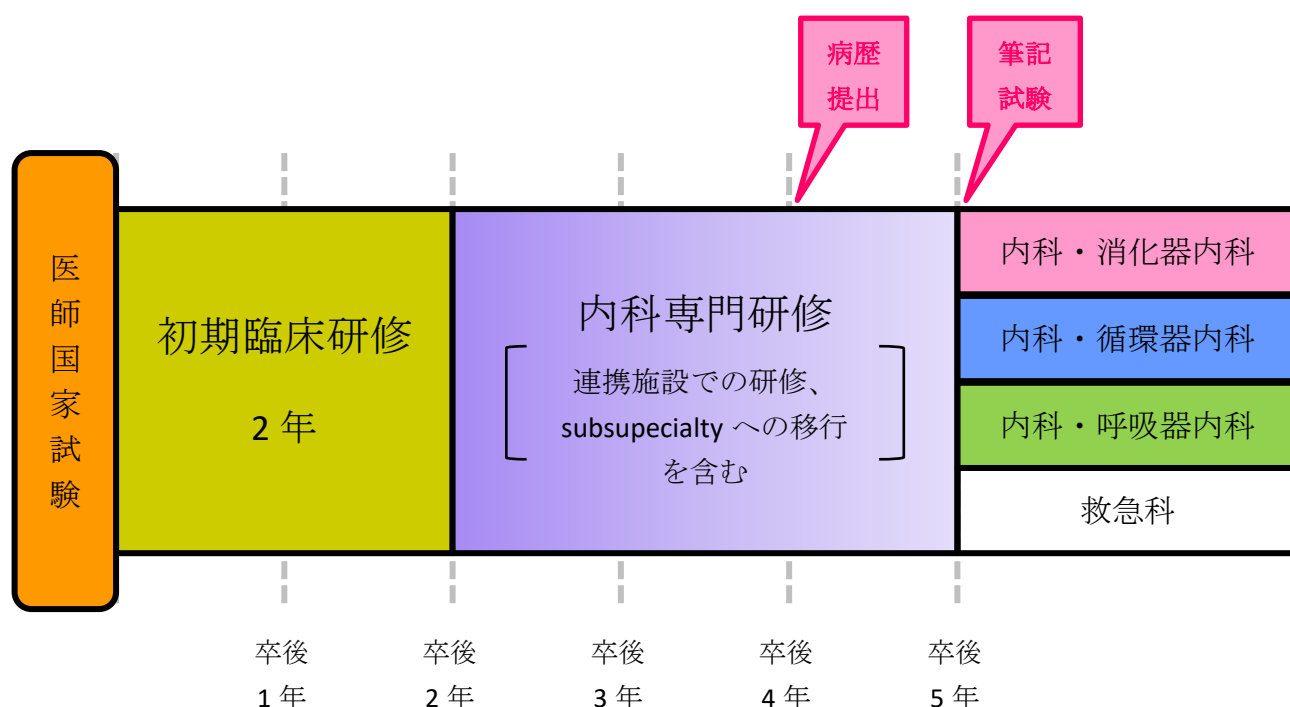 病歴
提出
筆記
試験
医師国家試験
初期臨床研修
2 年
内科専門研修
連携施設での研修、
subsupecialty への移行
を含む
内科・消化器内科
内科・循環器内科
内科・呼吸器内科
救急科
卒後
1 年
卒後
2 年
卒後
3 年
卒後
4 年
卒後
5 年